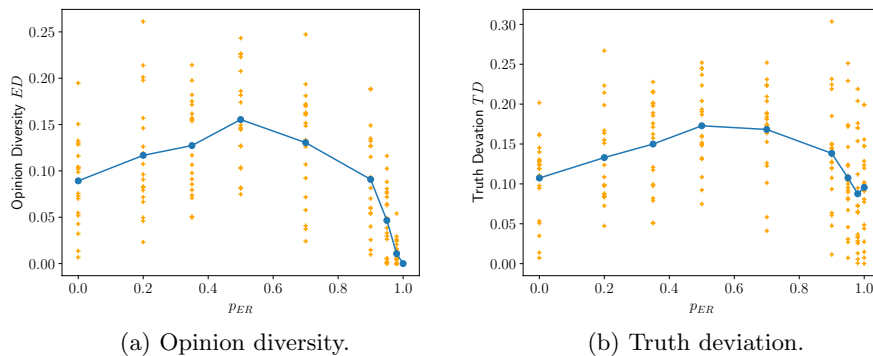 0.25
0.20
0.15
0.10
0.05
0.00
Opinion Diversity ED
0.0 0.2 0.4 0.6 0.8 1.0
p_ER
(a) Opinion diversity.
0.30
0.25
0.20
0.15
0.10
0.05
0.00
Truth Devation TD
0.0 0.2 0.4 0.6 0.8 1.0
p_ER
(b) Truth deviation.